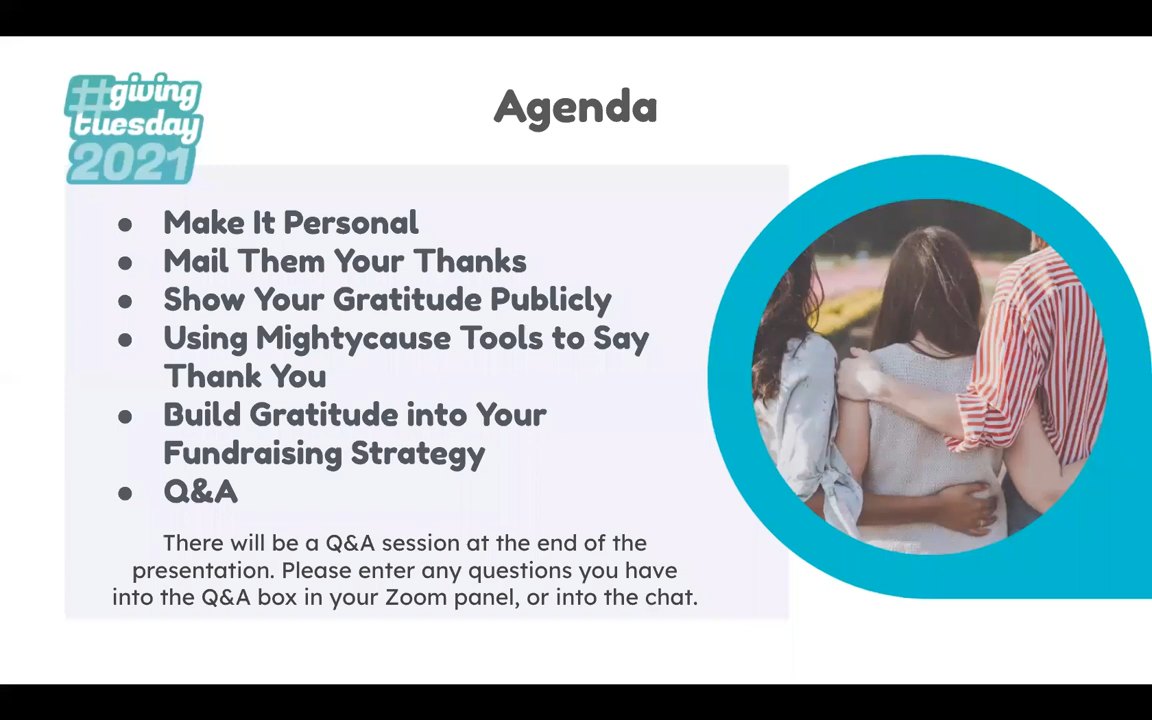 #giving
tuesday
2021
Agenda
● Make It Personal
● Mail Them Your Thanks
● Show Your Gratitude Publicly
● Using Mightycause Tools to Say
Thank You
● Build Gratitude into Your
Fundraising Strategy
● Q&A
There will be a Q&A session at the end of the
presentation. Please enter any questions you have
into the Q&A box in your Zoom panel, or into the chat.